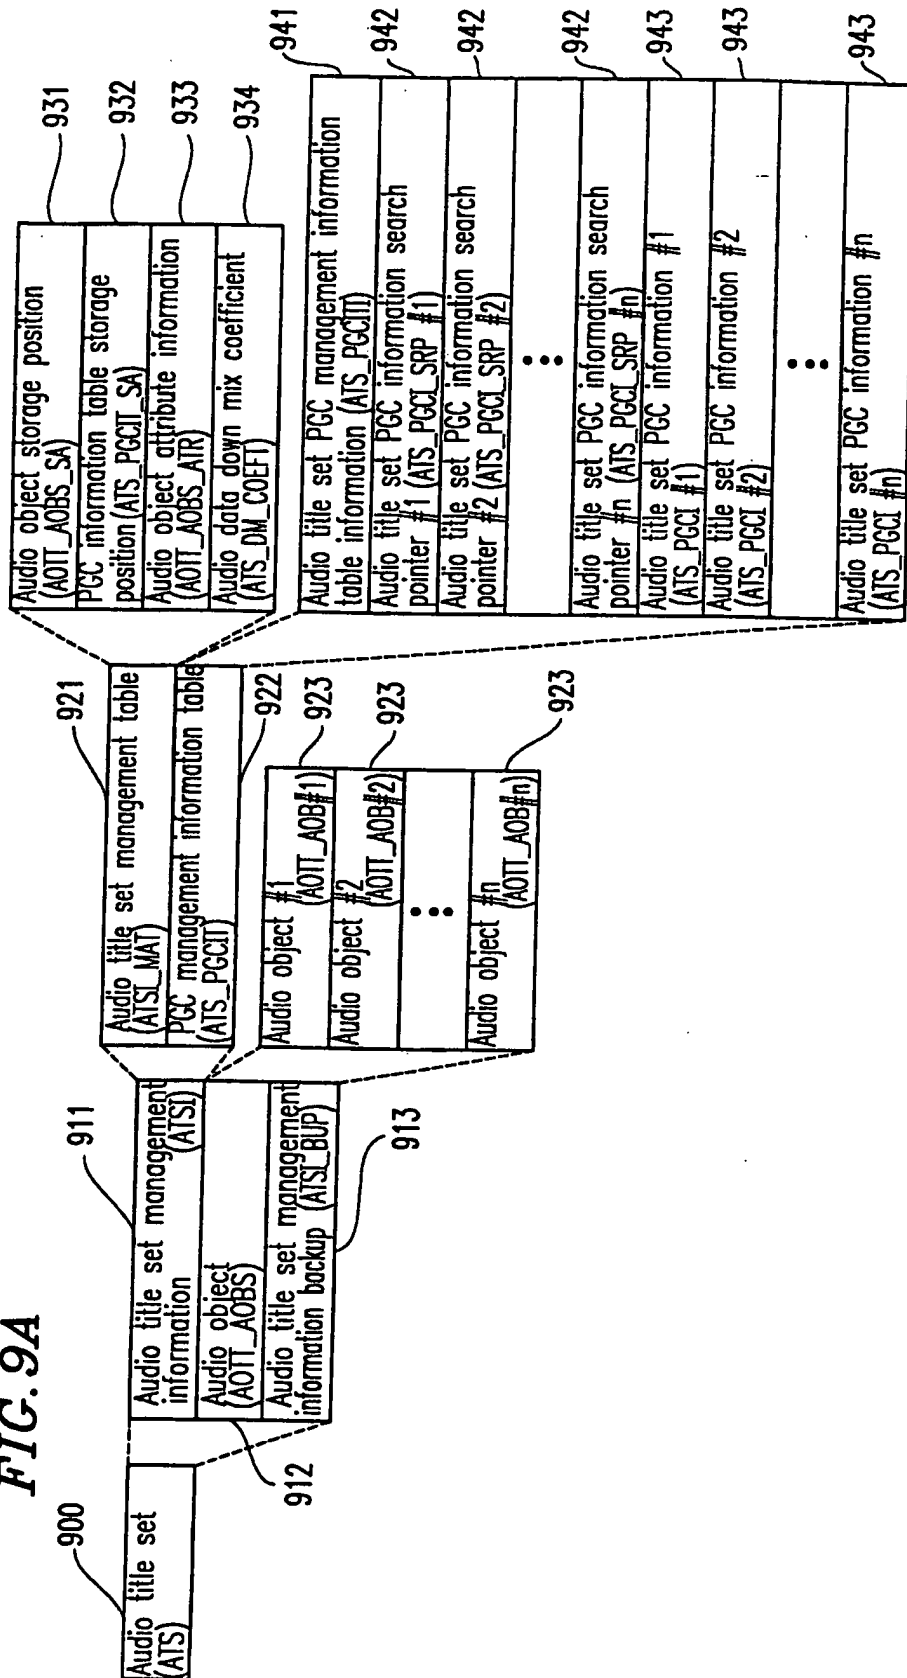 FIG. 9A
900
Audio title set
(ATS)
911
Audio title set management
information (ATSI)
Audio object
(AOTT_AOBS)
Audio title set management
information backup (ATSI_BUP)
912
913
921
Audio title set management table
(ATSI_MAT)
PGC management information table
(ATS_PGCIT)
922
Audio object #1
(AOTT_AOB#1)
923
Audio object #2
(AOTT_AOB#2)
923
•••
Audio object #n
(AOTT_AOB#n)
923
Audio object storage position
(AOTT_AOBS_SA)
931
PGC information table storage
position (ATS_PGCIT_SA)
932
Audio object attribute information
(AOTT_AOBS_ATR)
933
Audio data down mix coefficient
(ATS_DM_COEFT)
934
Audio title set PGC management information
table information (ATS_PGCITI)
941
Audio title set PGC information search
pointer #1 (ATS_PGCI_SRP #1)
942
Audio title set PGC information search
pointer #2 (ATS_PGCI_SRP #2)
942
•••
Audio title set PGC information search
pointer #n (ATS_PGCI_SRP #n)
942
Audio title set PGC information #1
(ATS_PGCI #1)
943
Audio title set PGC information #2
(ATS_PGCI #2)
943
•••
Audio title set PGC information #n
(ATS_PGCI #n)
943